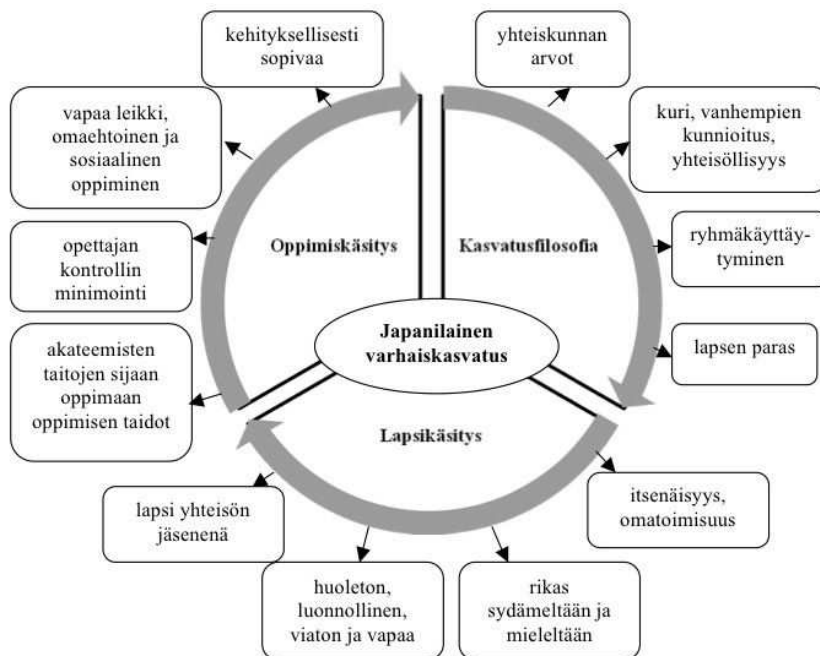 kehityksellisesti
sopivaa
yhteiskunnan
arvot
vapaa leikki,
omaehtoinen ja
sosiaalinen
oppiminen
kuri, vanhempien
kunnioitus,
yhteisöllisyys
opettajan
kontrollin
minimointi
Oppimiskäsitys
Kasvatusfilosofia
ryhmäkäyttäy-
tyminen
Japanilainen
varhaiskasvatus
akateemisten
taitojen sijaan
oppimaan
oppimisen taidot
lapsen paras
Lapsikäsitys
lapsi yhteisön
jäsenenä
itsenäisyys,
omatoimisuus
huoleton,
luonnollinen,
viaton ja vapaa
rikas
sydämeltään ja
mieleltään